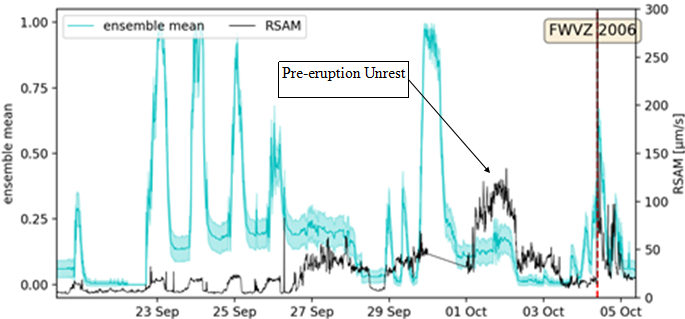 ensemble mean
RSAM
FWVZ 2006
Pre-eruption Unrest
1.00
0.75
0.50
0.25
0.00
ensemble mean
300
250
200
150
100
50
0
RSAM [μm/s]
23 Sep
25 Sep
27 Sep
29 Sep
01 Oct
03 Oct
05 Oct